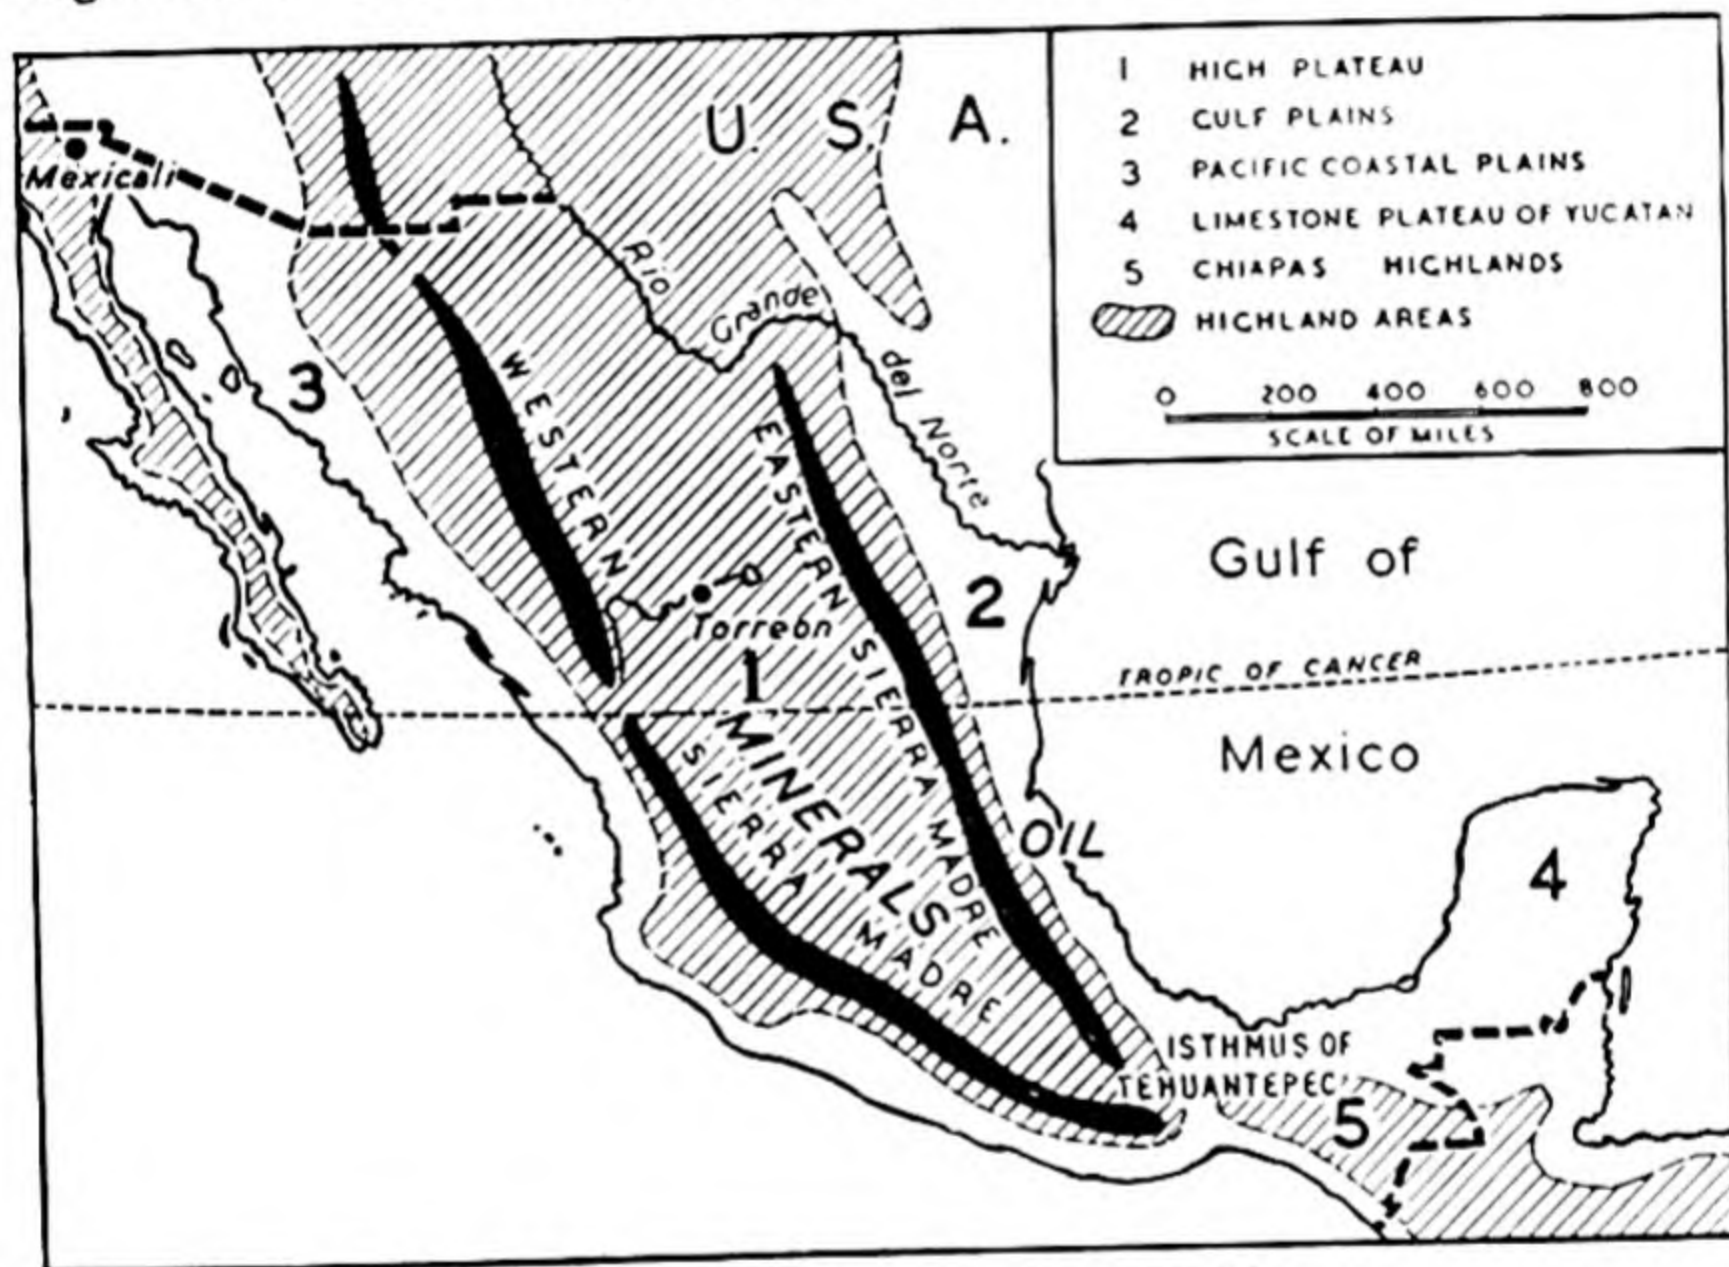 U. S. A.
1 HIGH PLATEAU
2 GULF PLAINS
3 PACIFIC COASTAL PLAINS
4 LIMESTONE PLATEAU OF YUCATAN
5 CHIAPAS HIGHLANDS
HIGHLAND AREAS
0 200 400 600 800
SCALE OF MILES
Mexicali
Rio Grande del Norte
3
WESTERN SIERRA MADRE
EASTERN SIERRA MADRE
Torreón
1
2
MINERALS
OIL
Gulf of
Mexico
TROPIC OF CANCER
4
ISTHMUS OF
TEHUANTEPEC
5